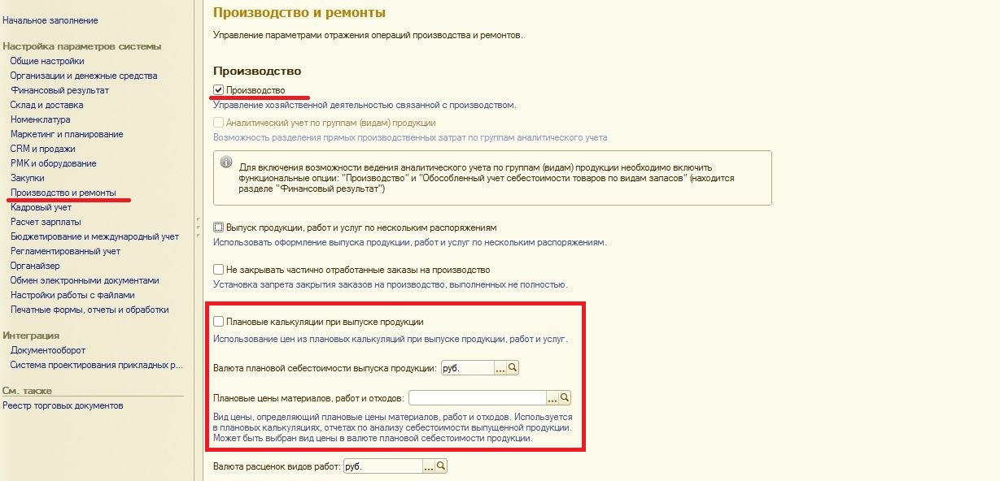 Начальное заполнение
Настройка параметров системы
Общие настройки
Организации и денежные средства
Финансовый результат
Склад и доставка
Номенклатура
Маркетинг и планирование
CRM и продажи
РМК и оборудование
Закупки
Производство и ремонты
Кадровый учет
Расчет зарплаты
Бюджетирование и международный учет
Регламентированный учет
Органайзер
Обмен электронными документами
Настройки работы с файлами
Печатные формы, отчеты и обработки
Интеграция
Документооборот
Система проектирования прикладных р...
См. также
Реестр торговых документов
Производство и ремонты
Управление параметрами отражения операций производства и ремонтов.
Производство
Производство
Управление хозяйственной деятельностью связанной с производством.
Аналитический учет по группам (видам) продукции
Возможность разделения прямых производственных затрат по группам аналитического учета
Для включения возможности ведения аналитического учета по группам (видам) продукции необходимо включить
функциональные опции: "Производство" и "Обособленный учет себестоимости товаров по видам запасов" (находится
разделе "Финансовый результат")
Выпуск продукции, работ и услуг по нескольким распоряжениям
Использовать оформление выпуска продукции, работ и услуг по нескольким распоряжениям.
Не закрывать частично отработанные заказы на производство
Установка запрета закрытия заказов на производство, выполненных не полностью.
Плановые калькуляции при выпуске продукции
Использование цен из плановых калькуляций при выпуске продукции, работ и услуг.
Валюта плановой себестоимости выпуска продукции: руб. ...
Плановые цены материалов, работ и отходов: ...
Вид цены, определяющий плановые цены материалов, работ и отходов. Используется
в плановых калькуляциях, отчетах по анализу себестоимости выпущенной продукции.
Может быть выбран вид цены в валюте плановой себестоимости продукции.
Валюта расценок видов работ: руб. ...